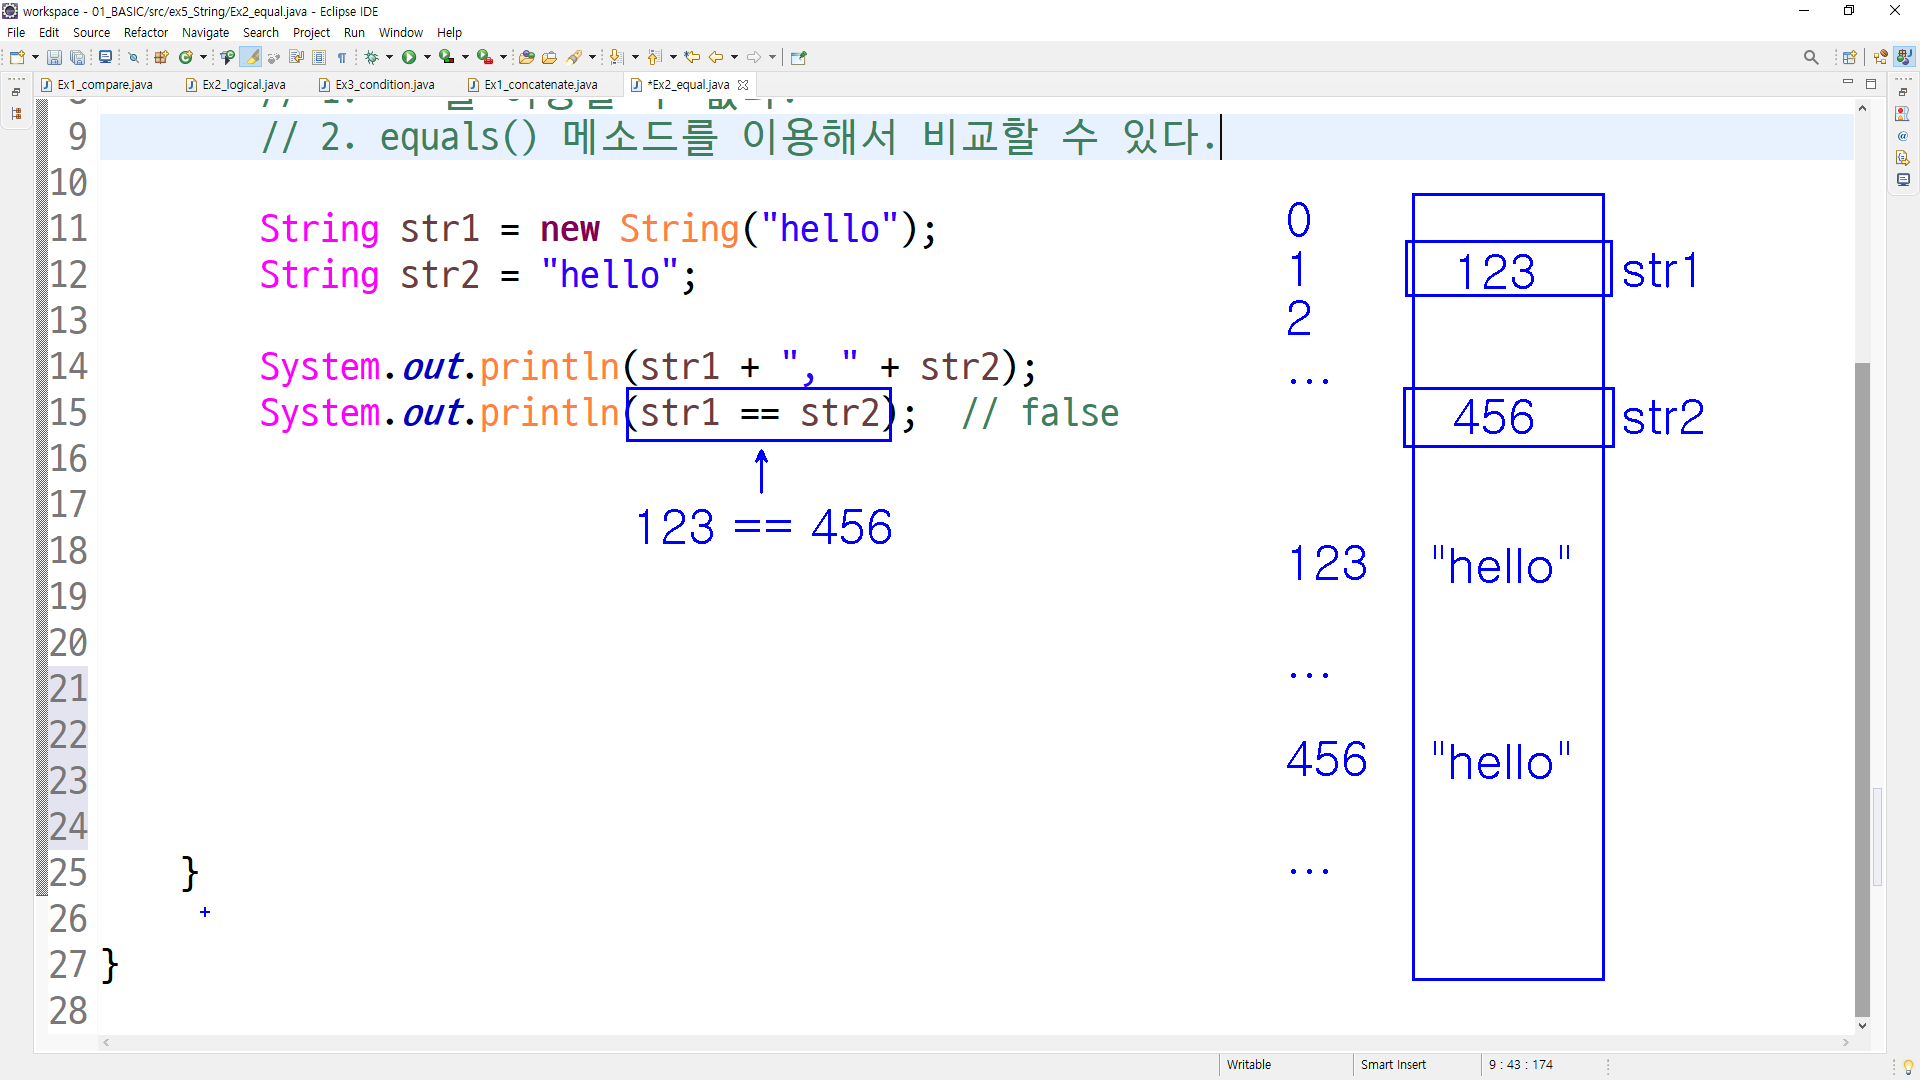 workspace - 01_BASIC/src/ex5_String/Ex2_equal.java - Eclipse IDE
File Edit Source Refactor Navigate Search Project Run Window Help
Ex1_compare.java Ex2_logical.java Ex3_condition.java Ex1_concatenate.java *Ex2_equal.java
9 // 2. equals() 메소드를 이용해서 비교할 수 있다.
10
11 String str1 = new String("hello");
12 String str2 = "hello";
13
14 System.out.println(str1 + ", " + str2);
15 System.out.println(str1 == str2); // false
16
17
18
19
20
21
22
23
24
25 }
26
27 }
28
123 == 456
0
1 123 str1
2
...
456 str2
123 "hello"
...
456 "hello"
...
Writable Smart Insert 9 : 43 : 174